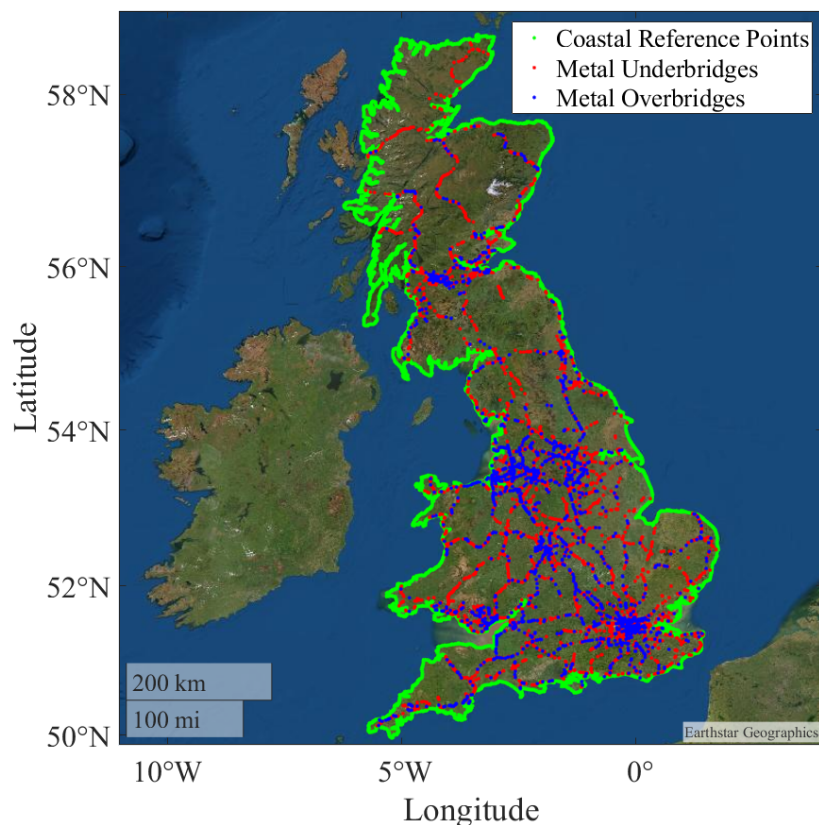 Coastal Reference Points
Metal Underbridges
Metal Overbridges
58°N
56°N
54°N
52°N
50°N
Latitude
200 km
100 mi
Earthstar Geographics
10°W
5°W
0°
Longitude